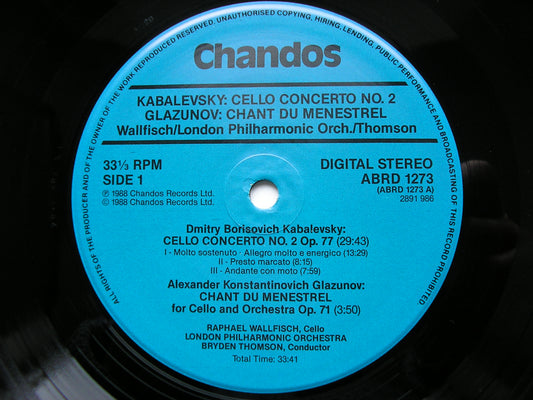 ALL RIGHTS OF THE PRODUCER AND OF THE OWNER OF THE WORK REPRODUCED RESERVED. UNAUTHORISED COPYING, HIRING, LENDING, PUBLIC PERFORMANCE AND BROADCASTING OF THIS RECORD PROHIBITED
Chandos
KABALEVSKY: CELLO CONCERTO NO. 2
GLAZUNOV: CHANT DU MENESTREL
Wallfisch/London Philharmonic Orch./Thomson
33⅓ RPM
SIDE 1
Ⓟ 1988 Chandos Records Ltd.
© 1988 Chandos Records Ltd.
DIGITAL STEREO
ABRD 1273
(ABRD 1273 A)
2891 986
Dmitry Borisovich Kabalevsky:
CELLO CONCERTO NO. 2 Op. 77 (29:43)
I - Molto sostenuto · Allegro molto e energico (13:29)
II - Presto marcato (8:15)
III - Andante con moto (7:59)
Alexander Konstantinovich Glazunov:
CHANT DU MENESTREL
for Cello and Orchestra Op. 71 (3:50)
RAPHAEL WALLFISCH, Cello
LONDON PHILHARMONIC ORCHESTRA
BRYDEN THOMSON, Conductor
Total Time: 33:41